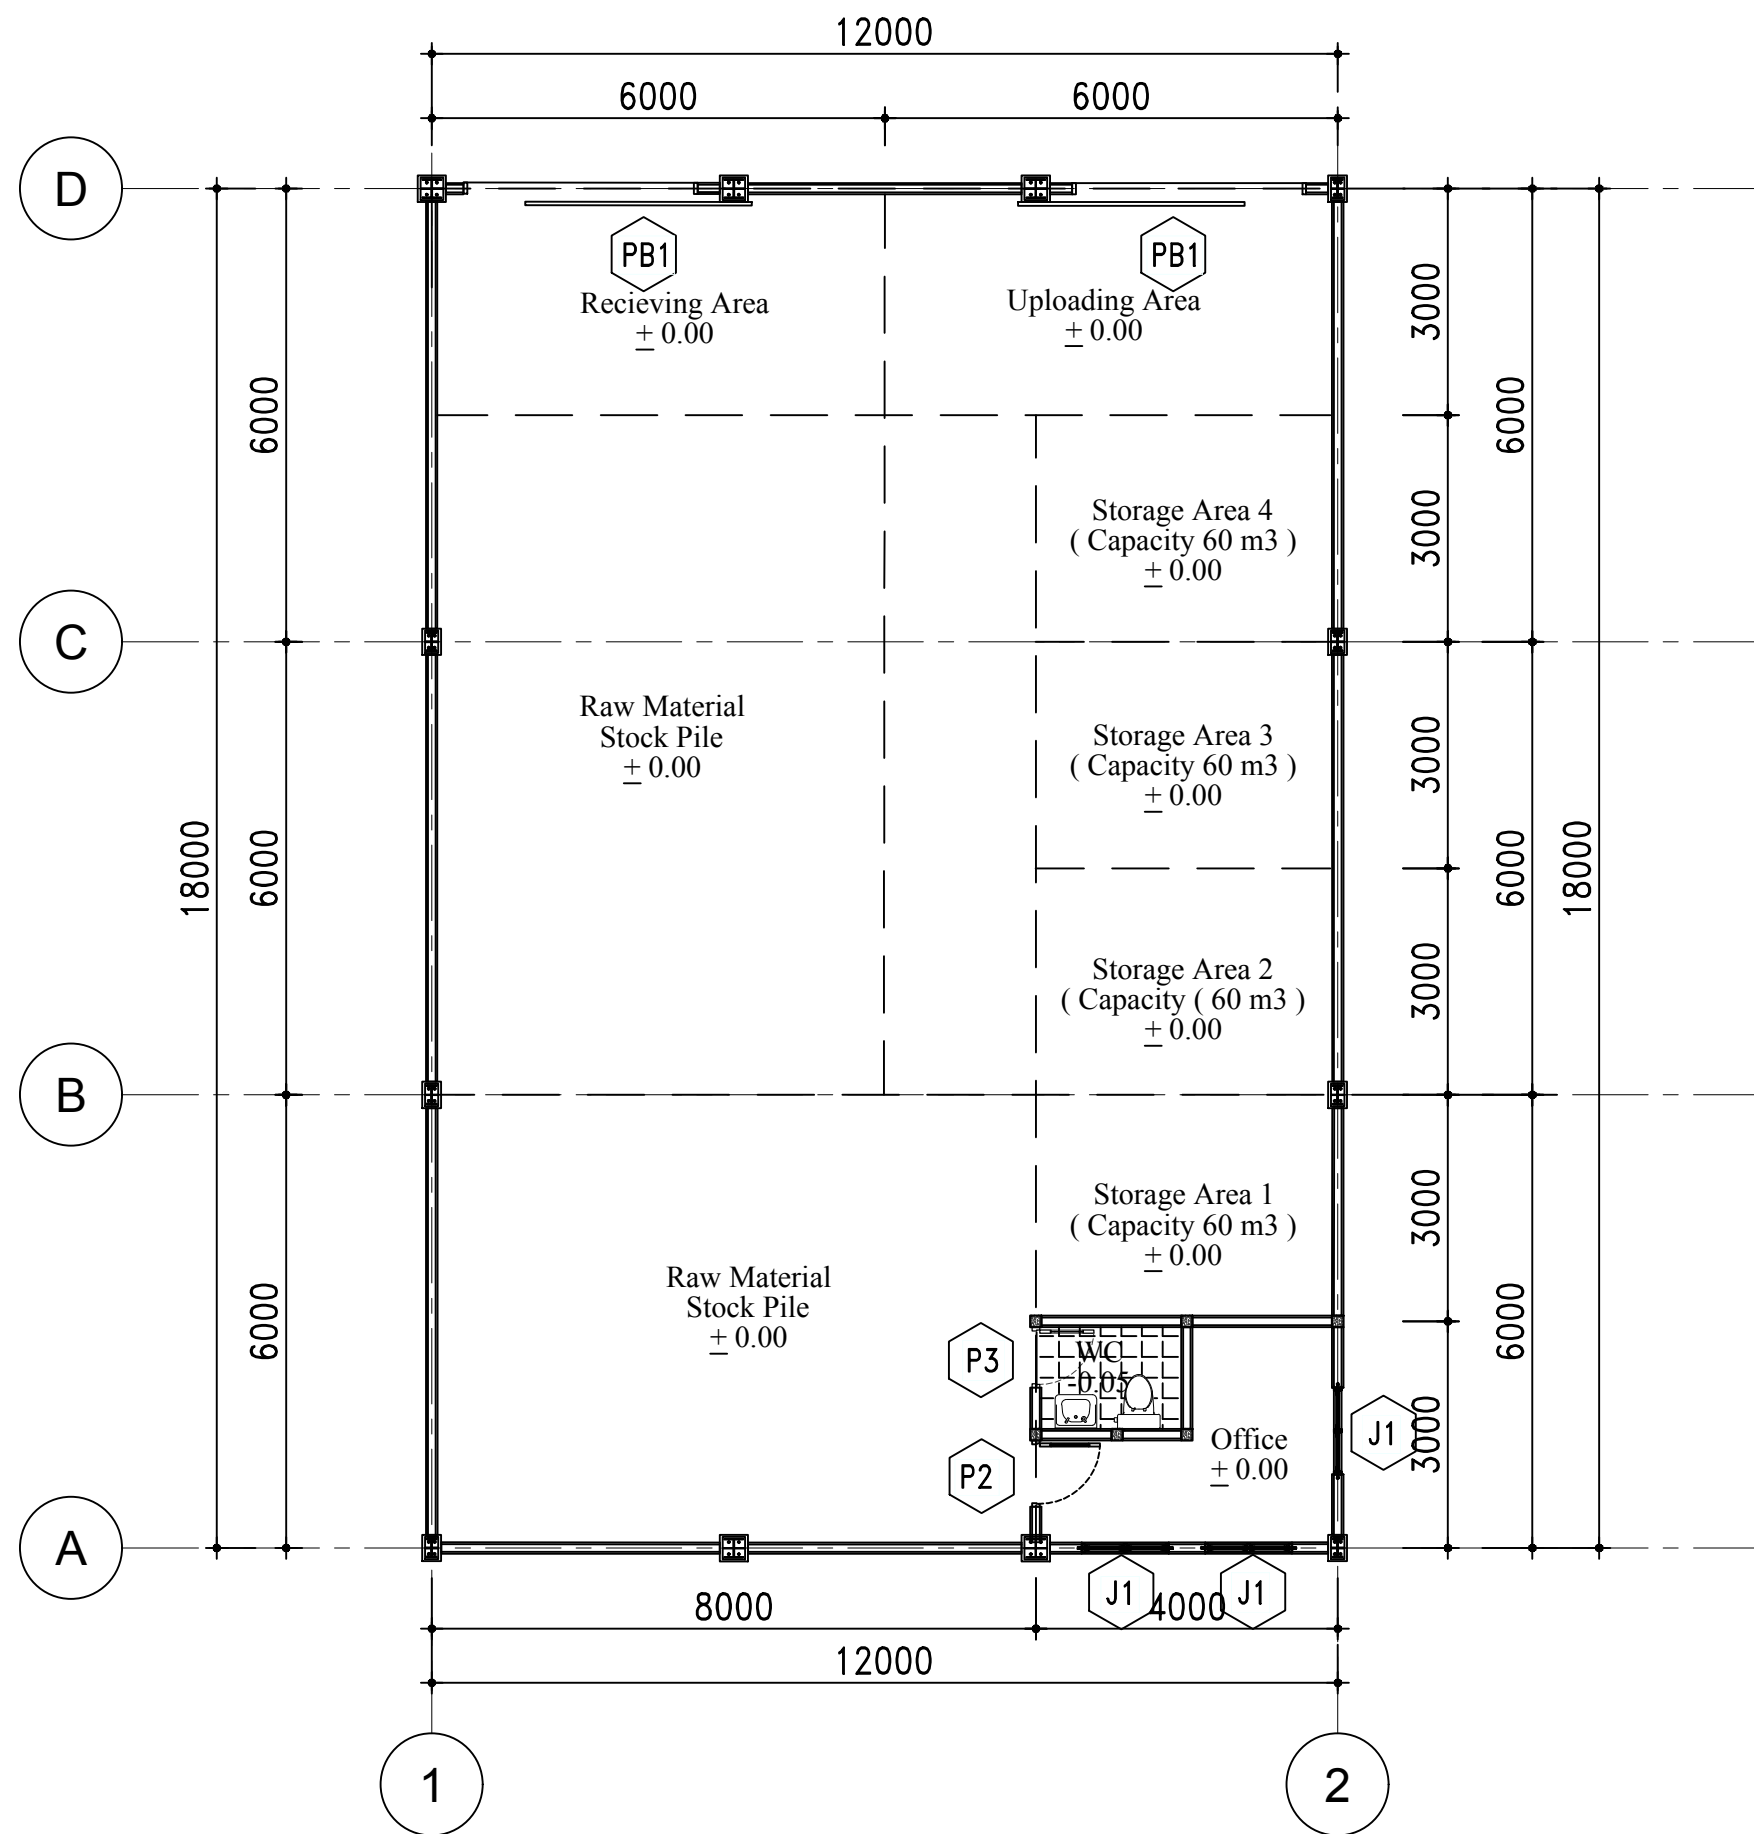 12000
6000
6000
D
PB1
PB1
Recieving Area
± 0.00
Uploading Area
± 0.00
3000
6000
6000
Storage Area 4
( Capacity 60 m3 )
± 0.00
3000
C
Raw Material
Stock Pile
± 0.00
Storage Area 3
( Capacity 60 m3 )
± 0.00
3000
18000
6000
6000
18000
Storage Area 2
( Capacity ( 60 m3 )
± 0.00
3000
B
Storage Area 1
( Capacity 60 m3 )
± 0.00
3000
Raw Material
Stock Pile
± 0.00
6000
6000
P3
WC
-0.05
J1
3000
Office
± 0.00
P2
A
8000
J1
4000
J1
12000
1
2